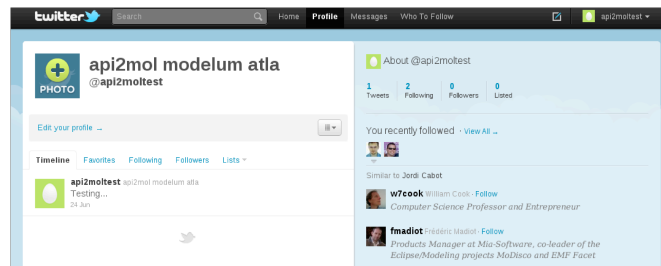 twitter
Search
Home Profile Messages Who To Follow
api2moltest
PHOTO
api2mol modelum atla
@api2moltest
Edit your profile →
Timeline Favorites Following Followers Lists
api2moltest api2mol modelum atla
Testing...
24 Jun
About @api2moltest
1 2 0 0
Tweets Following Followers Listed
You recently followed · View All →
Similar to Jordi Cabot
w7cook William Cook · Follow
Computer Science Professor and Entrepreneur
fmadiot Frédéric Madiot · Follow
Products Manager at Mia-Software, co-leader of the
Eclipse/Modeling projects MoDisco and EMF Facet